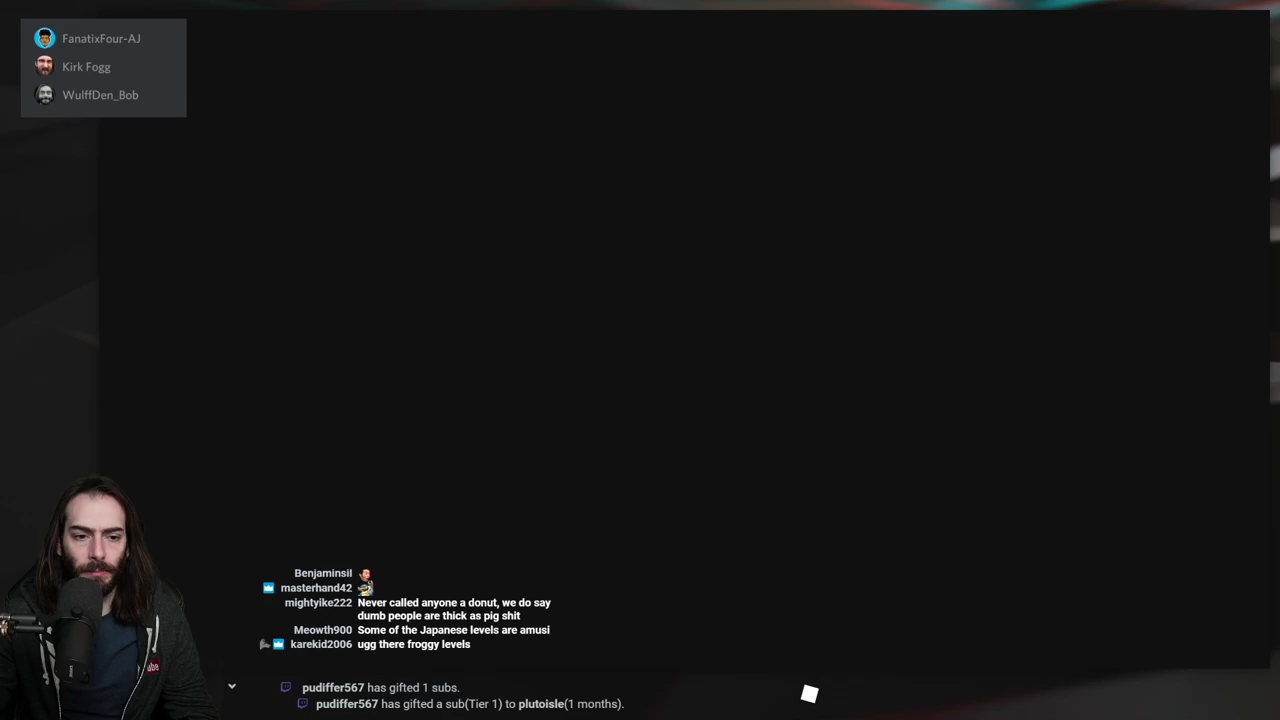 FanatixFour-AJ
Kirk Fogg
WulffDen_Bob
Benjaminsil
masterhand42
mightyike222 Never called anyone a donut, we do say
dumb people are thick as pig shit
Meowth900 Some of the Japanese levels are amusi
karekid2006 ugg there froggy levels
pudiffer567 has gifted 1 subs.
pudiffer567 has gifted a sub(Tier 1) to plutoisle(1 months).